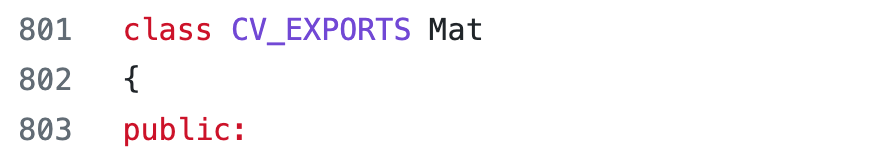 801 class CV_EXPORTS Mat
802 {
803 public: